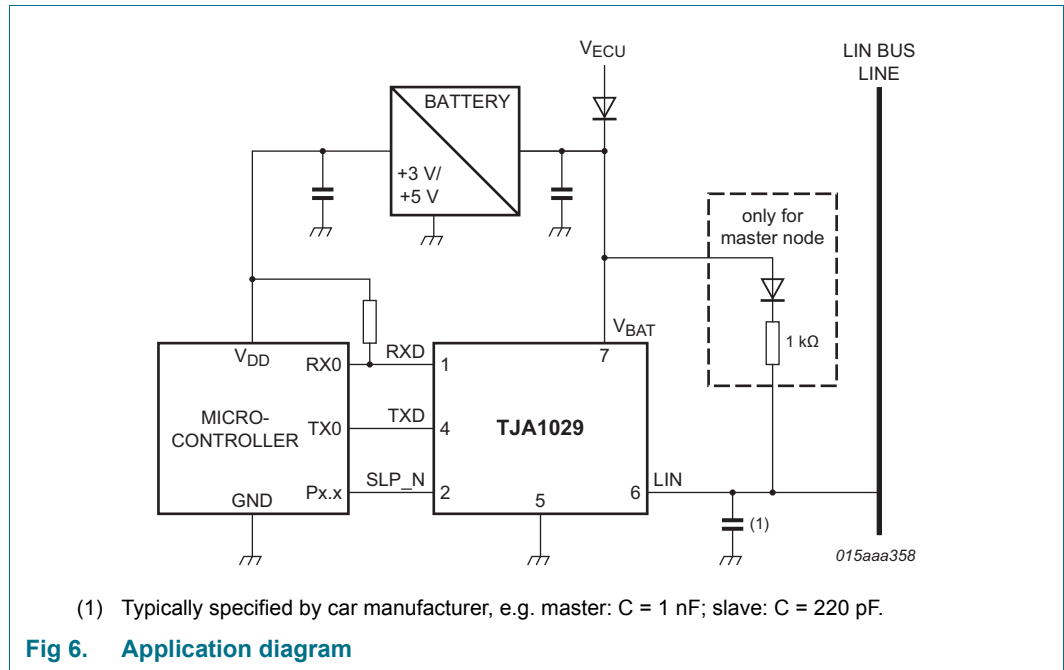 VECU
LIN BUS
LINE
BATTERY
+3 V/
+5 V
only for
master node
1 kΩ
VBAT
VDD
7
RX0
RXD
1
MICRO-
CONTROLLER
TX0
TXD
4
TJA1029
Px.x
SLP_N
2
GND
5
6
LIN
(1)
015aaa358
(1) Typically specified by car manufacturer, e.g. master: C = 1 nF; slave: C = 220 pF.
Fig 6. Application diagram